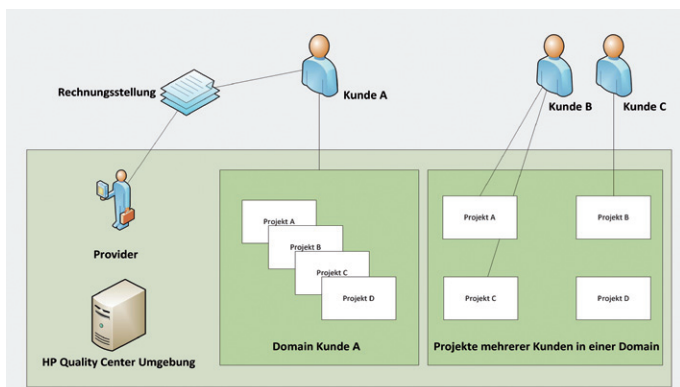 Rechnungsstellung
Kunde A
Kunde B
Kunde C
Provider
HP Quality Center Umgebung
Projekt A
Projekt B
Projekt C
Projekt D
Domain Kunde A
Projekt A
Projekt B
Projekt C
Projekt D
Projekte mehrerer Kunden in einer Domain